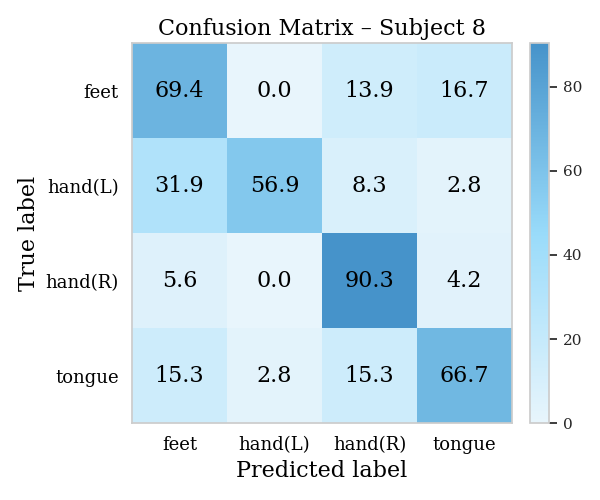 Confusion Matrix – Subject 8
feet 69.4 0.0 13.9 16.7
hand(L) 31.9 56.9 8.3 2.8
hand(R) 5.6 0.0 90.3 4.2
tongue 15.3 2.8 15.3 66.7
feet hand(L) hand(R) tongue
Predicted label
True label
80
60
40
20
0